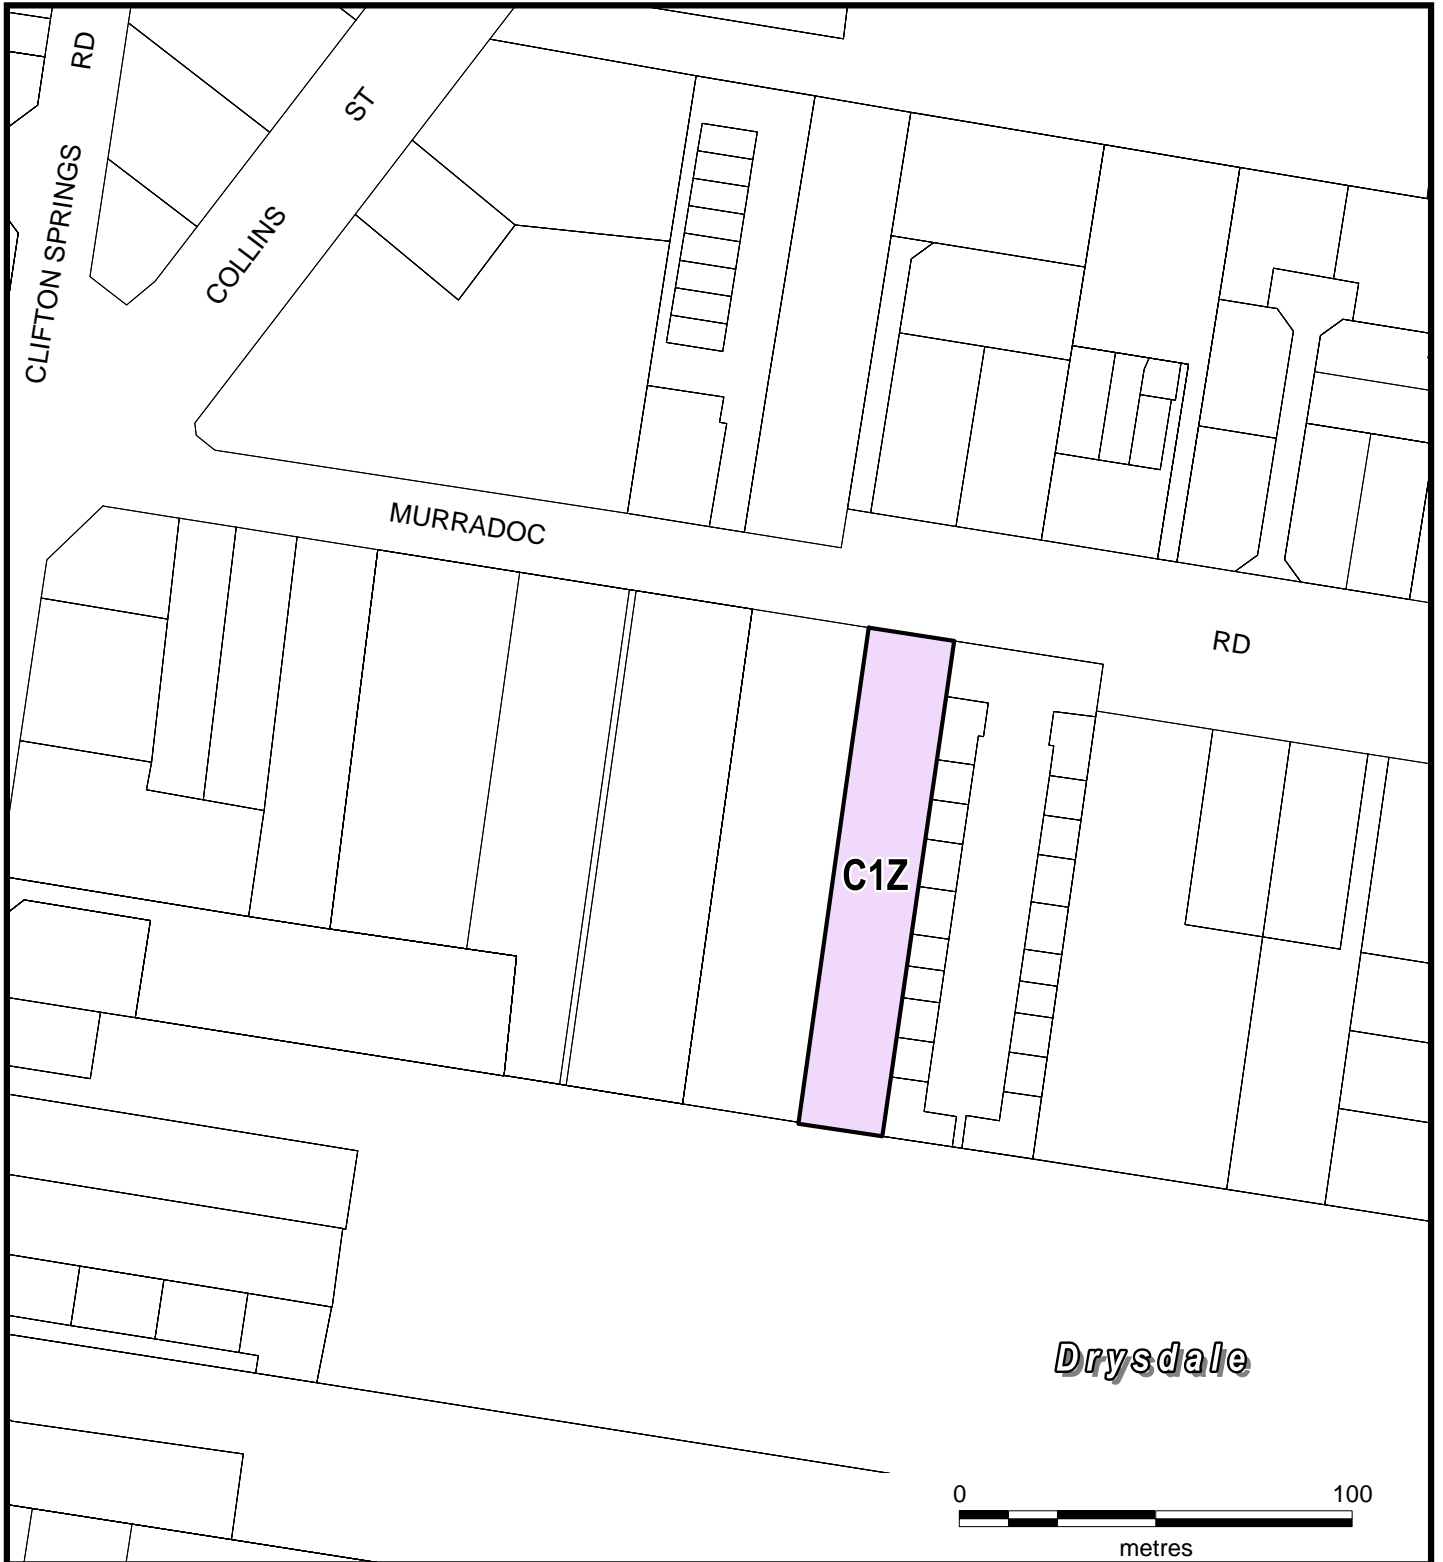 RD
ST
CLIFTON SPRINGS
COLLINS
MURRADOC
RD
C1Z
Drysdale
0 100
metres